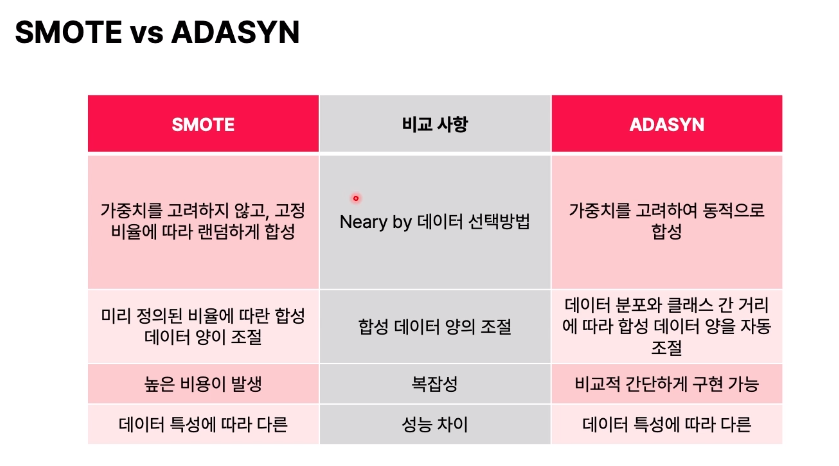 SMOTE vs ADASYN
SMOTE
비교 사항
ADASYN
가중치를 고려하지 않고, 고정
비율에 따라 랜덤하게 합성
Neary by 데이터 선택방법
가중치를 고려하여 동적으로
합성
미리 정의된 비율에 따란 합성
데이터 양이 조절
합성 데이터 양의 조절
데이터 분포와 클래스 간 거리
에 따라 합성 데이터 양을 자동
조절
높은 비용이 발생
복잡성
비교적 간단하게 구현 가능
데이터 특성에 따라 다른
성능 차이
데이터 특성에 따라 다른